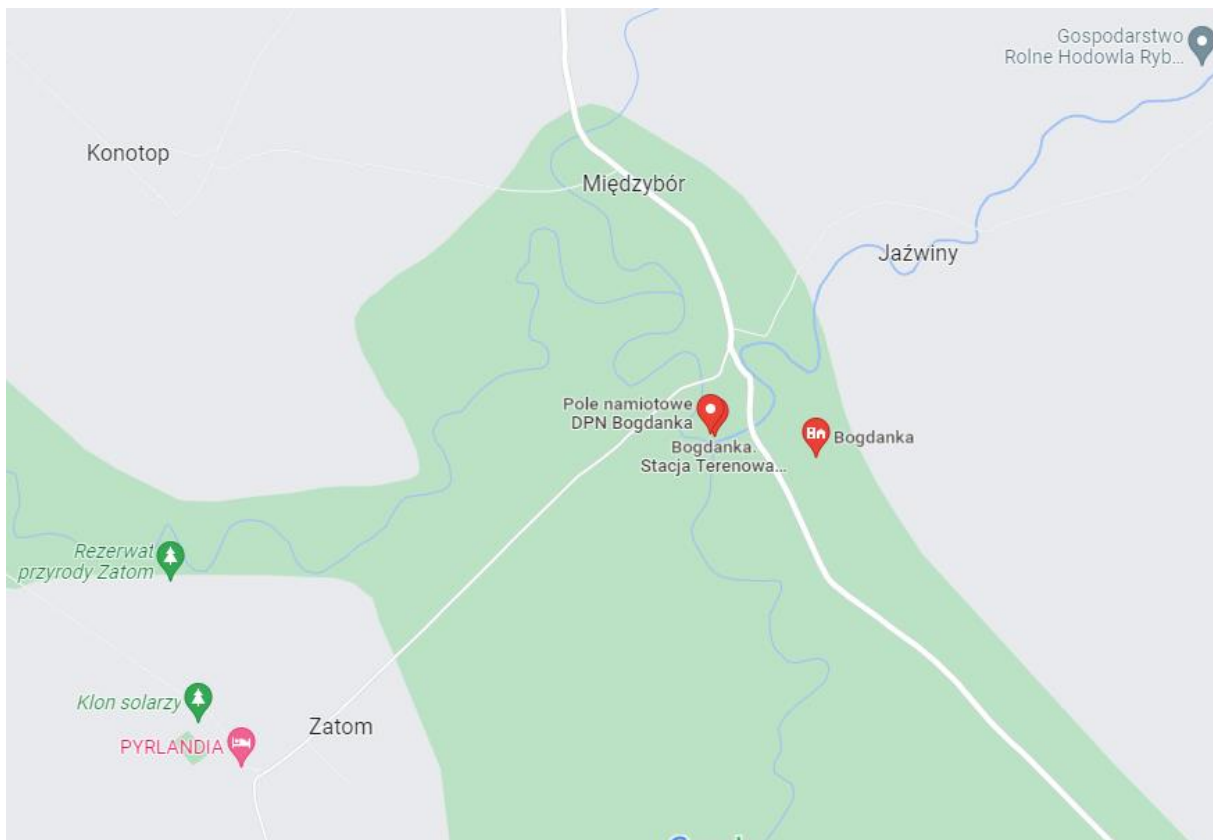 Gospodarstwo
Rolne Hodowla Ryb...
Konotop
Międzybór
Jaźwiny
Pole namiotowe
DPN Bogdanka
Bogdanka
Bogdanka.
Stacja Terenowa...
Rezerwat
przyrody Zatom
Klon solarzy
Zatom
PYRLANDIA